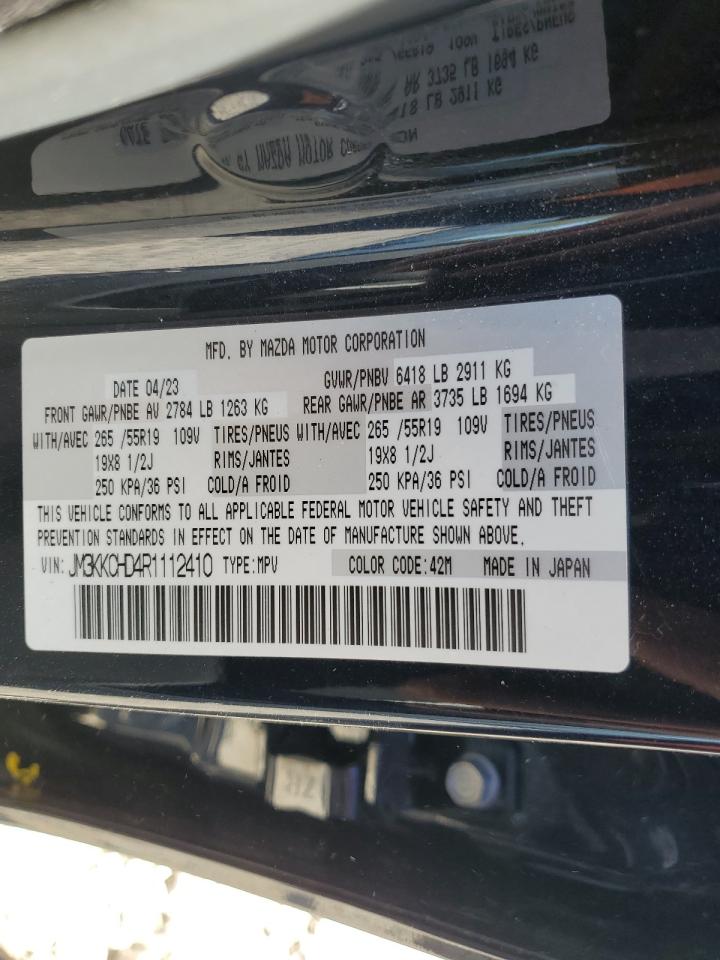 MFD. BY MAZDA MOTOR CORPORATION
DATE 04/23 GVWR/PNBV 6418 LB 2911 KG
FRONT GAWR/PNBE AV 2784 LB 1263 KG REAR GAWR/PNBE AR 3735 LB 1694 KG
WITH/AVEC 265 /55R19 109V TIRES/PNEUS WITH/AVEC 265 /55R19 109V TIRES/PNEUS
19X8 1/2J RIMS/JANTES 19X8 1/2J RIMS/JANTES
250 KPA/36 PSI COLD/A FROID 250 KPA/36 PSI COLD/A FROID
THIS VEHICLE CONFORMS TO ALL APPLICABLE FEDERAL MOTOR VEHICLE SAFETY AND THEFT
PREVENTION STANDARDS IN EFFECT ON THE DATE OF MANUFACTURE SHOWN ABOVE.
VIN: JM3KKCHD4R1112410 TYPE:MPV COLOR CODE:42M MADE IN JAPAN